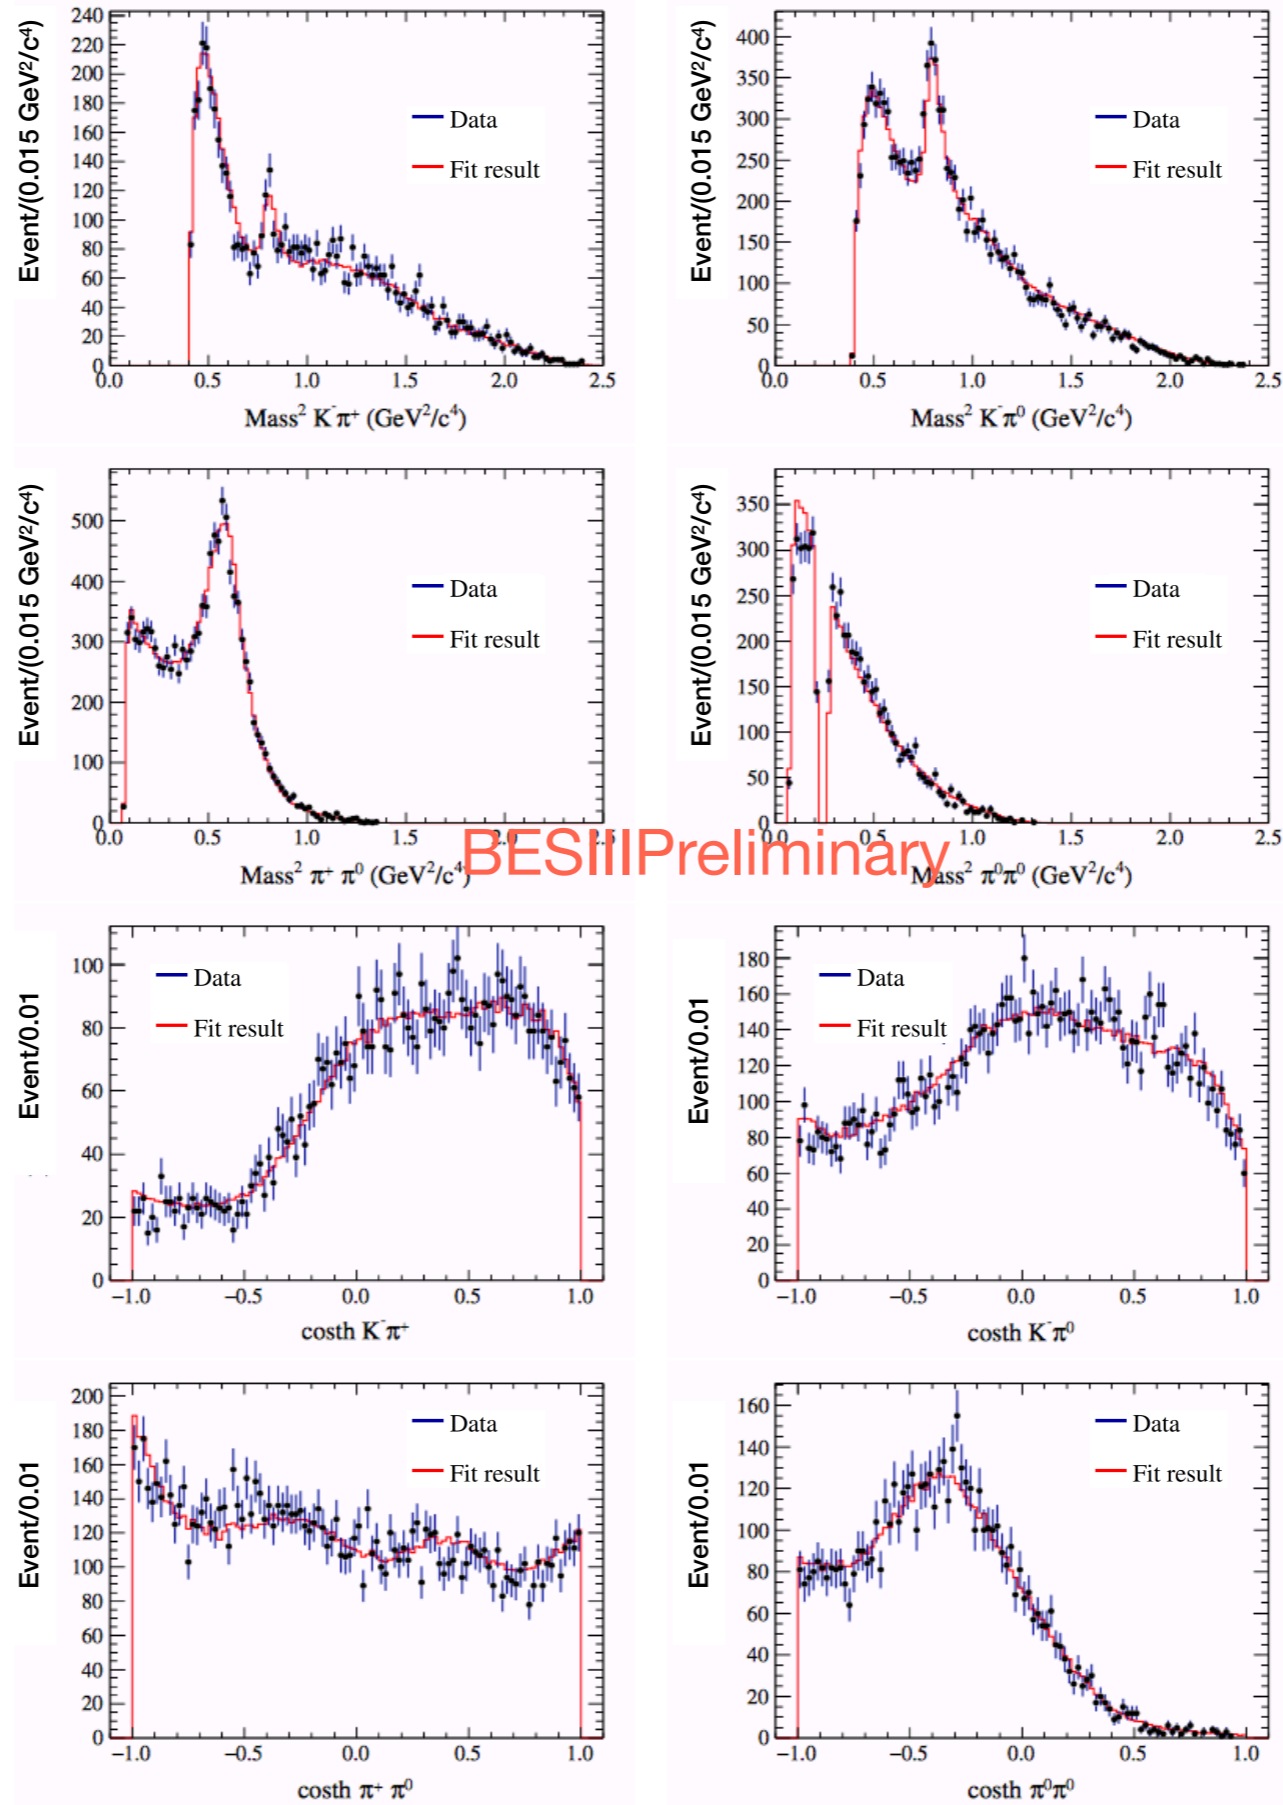 Event/(0.015 GeV²/c⁴)
240
220
200
180
160
140
120
100
80
60
40
20
0
Data
Fit result
0.0 0.5 1.0 1.5 2.0 2.5
Mass² K⁻π⁺ (GeV²/c⁴)
Event/(0.015 GeV²/c⁴)
400
350
300
250
200
150
100
50
0
Data
Fit result
0.0 0.5 1.0 1.5 2.0 2.5
Mass² K⁻π⁰ (GeV²/c⁴)
Event/(0.015 GeV²/c⁴)
500
400
300
200
100
0
Data
Fit result
0.0 0.5 1.0 1.5 2.0 2.5
Mass² π⁺ π⁰ (GeV²/c⁴)
Event/(0.015 GeV²/c⁴)
350
300
250
200
150
100
50
0
Data
Fit result
0.0 0.5 1.0 1.5 2.0 2.5
Mass² π⁰π⁰ (GeV²/c⁴)
BESIIIPreliminary
Event/0.01
100
80
60
40
20
0
Data
Fit result
−1.0 −0.5 0.0 0.5 1.0
costh K⁻π⁺
Event/0.01
180
160
140
120
100
80
60
40
20
0
Data
Fit result
−1.0 −0.5 0.0 0.5 1.0
costh K⁻π⁰
Event/0.01
200
180
160
140
120
100
80
60
40
20
0
Data
Fit result
−1.0 −0.5 0.0 0.5 1.0
costh π⁺ π⁰
Event/0.01
160
140
120
100
80
60
40
20
0
Data
Fit result
−1.0 −0.5 0.0 0.5 1.0
costh π⁰π⁰